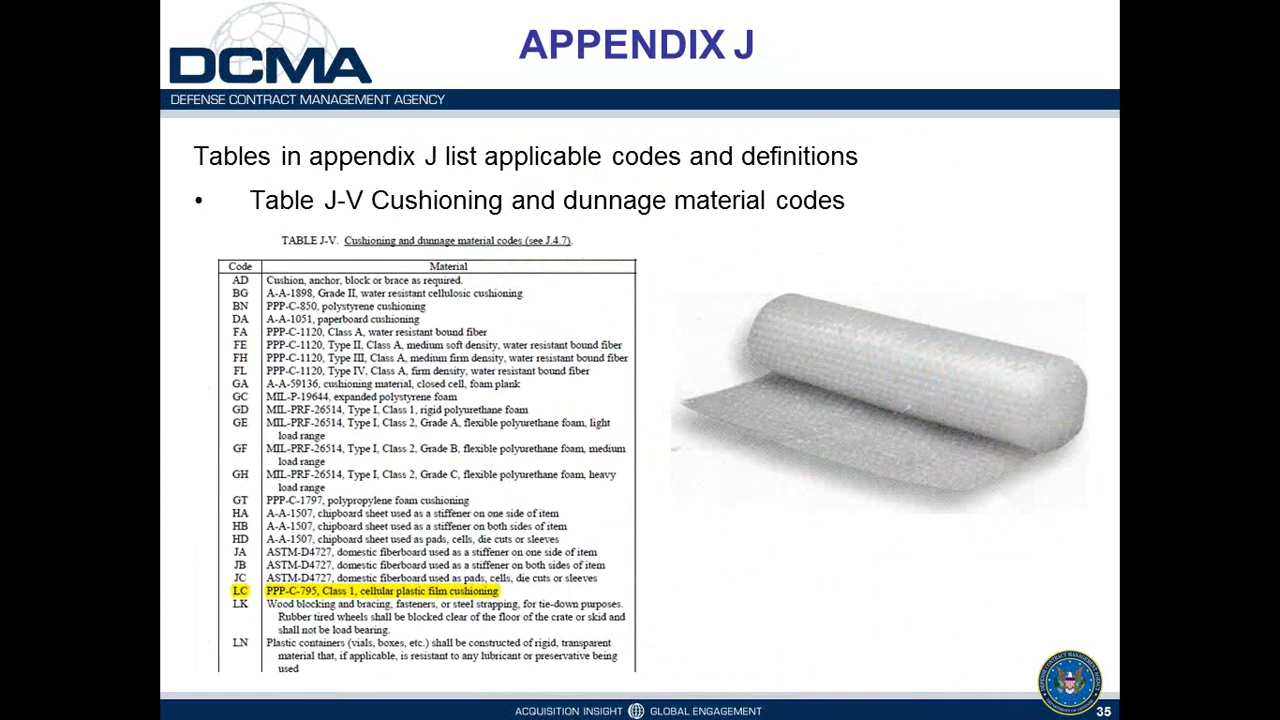 APPENDIX J
DCMA
DEFENSE CONTRACT MANAGEMENT AGENCY
Tables in appendix J list applicable codes and definitions
• Table J-V Cushioning and dunnage material codes
TABLE J-V. Cushioning and dunnage material codes (see J.4.7).
Code Material
AD Cushion, anchor, block or brace as required.
BG A-A-1898, Grade II, water resistant cellulosic cushioning
BN PPP-C-850, polystyrene cushioning
DA A-A-1051, paperboard cushioning
FA PPP-C-1120, Class A, water resistant bound fiber
FE PPP-C-1120, Type II, Class A, medium soft density, water resistant bound fiber
FH PPP-C-1120, Type III, Class A, medium firm density, water resistant bound fiber
FL PPP-C-1120, Type IV, Class A, firm density, water resistant bound fiber
GA A-A-59136, cushioning material, closed cell, foam plank
GC MIL-P-19644, expanded polystyrene foam
GD MIL-PRF-26514, Type I, Class 1, rigid polyurethane foam
GE MIL-PRF-26514, Type I, Class 2, Grade A, flexible polyurethane foam, light
load range
GF MIL-PRF-26514, Type I, Class 2, Grade B, flexible polyurethane foam, medium
load range
GH MIL-PRF-26514, Type I, Class 2, Grade C, flexible polyurethane foam, heavy
load range
GT PPP-C-1797, polypropylene foam cushioning
HA A-A-1507, chipboard sheet used as a stiffener on one side of item
HB A-A-1507, chipboard sheet used as a stiffener on both sides of item
HD A-A-1507, chipboard sheet used as pads, cells, die cuts or sleeves
JA ASTM-D4727, domestic fiberboard used as a stiffener on one side of item
JB ASTM-D4727, domestic fiberboard used as a stiffener on both sides of item
JC ASTM-D4727, domestic fiberboard used as pads, cells, die cuts or sleeves
LC PPP-C-795, Class 1, cellular plastic film cushioning
LK Wood blocking and bracing, fasteners, or steel strapping, for tie-down purposes.
Rubber tired wheels shall be blocked clear of the floor of the crate or skid and
shall not be load bearing.
LN Plastic containers (vials, boxes, etc.) shall be constructed of rigid, transparent
material that, if applicable, is resistant to any lubricant or preservative being
used
ACQUISITION INSIGHT GLOBAL ENGAGEMENT
35